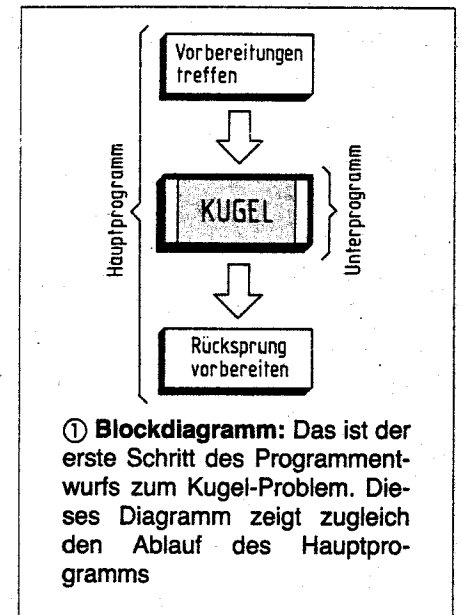 Vorbereitungen
treffen
Hauptprogramm
KUGEL
Unterprogramm
Rücksprung
vorbereiten
① Blockdiagramm: Das ist der
erste Schritt des Programment-
wurfs zum Kugel-Problem. Die-
ses Diagramm zeigt zugleich
den Ablauf des Hauptpro-
gramms